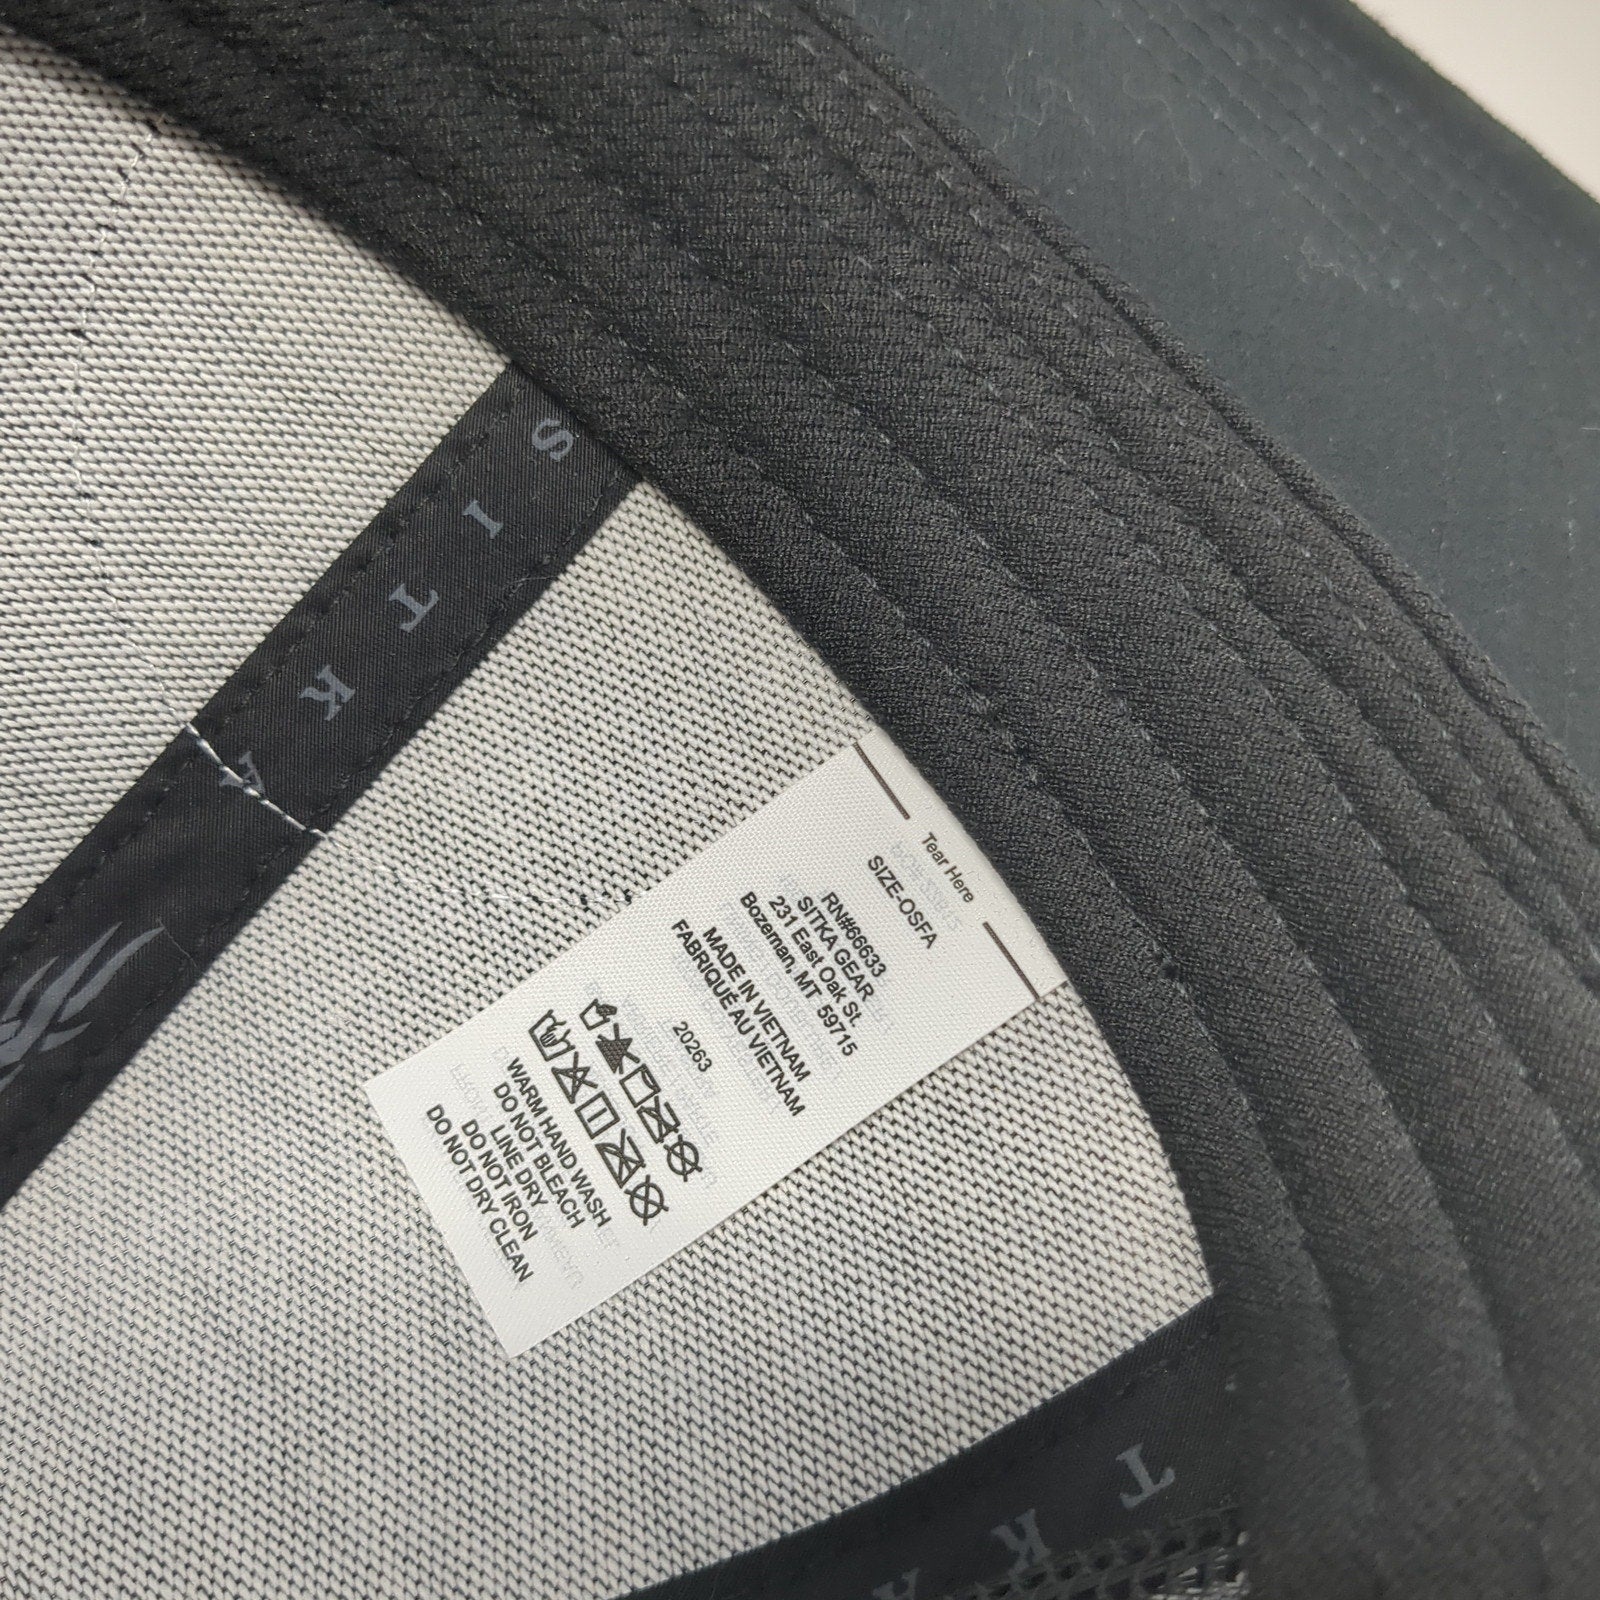 SITKA
Tear Here
SIZE-OSFA
RN#66633
SITKA GEAR
231 East Oak St.
Bozeman, MT 59715
MADE IN VIETNAM
FABRIQUÉ AU VIETNAM
20263
WARM HAND WASH
DO NOT BLEACH
LINE DRY
DO NOT IRON
DO NOT DRY CLEAN
TKA